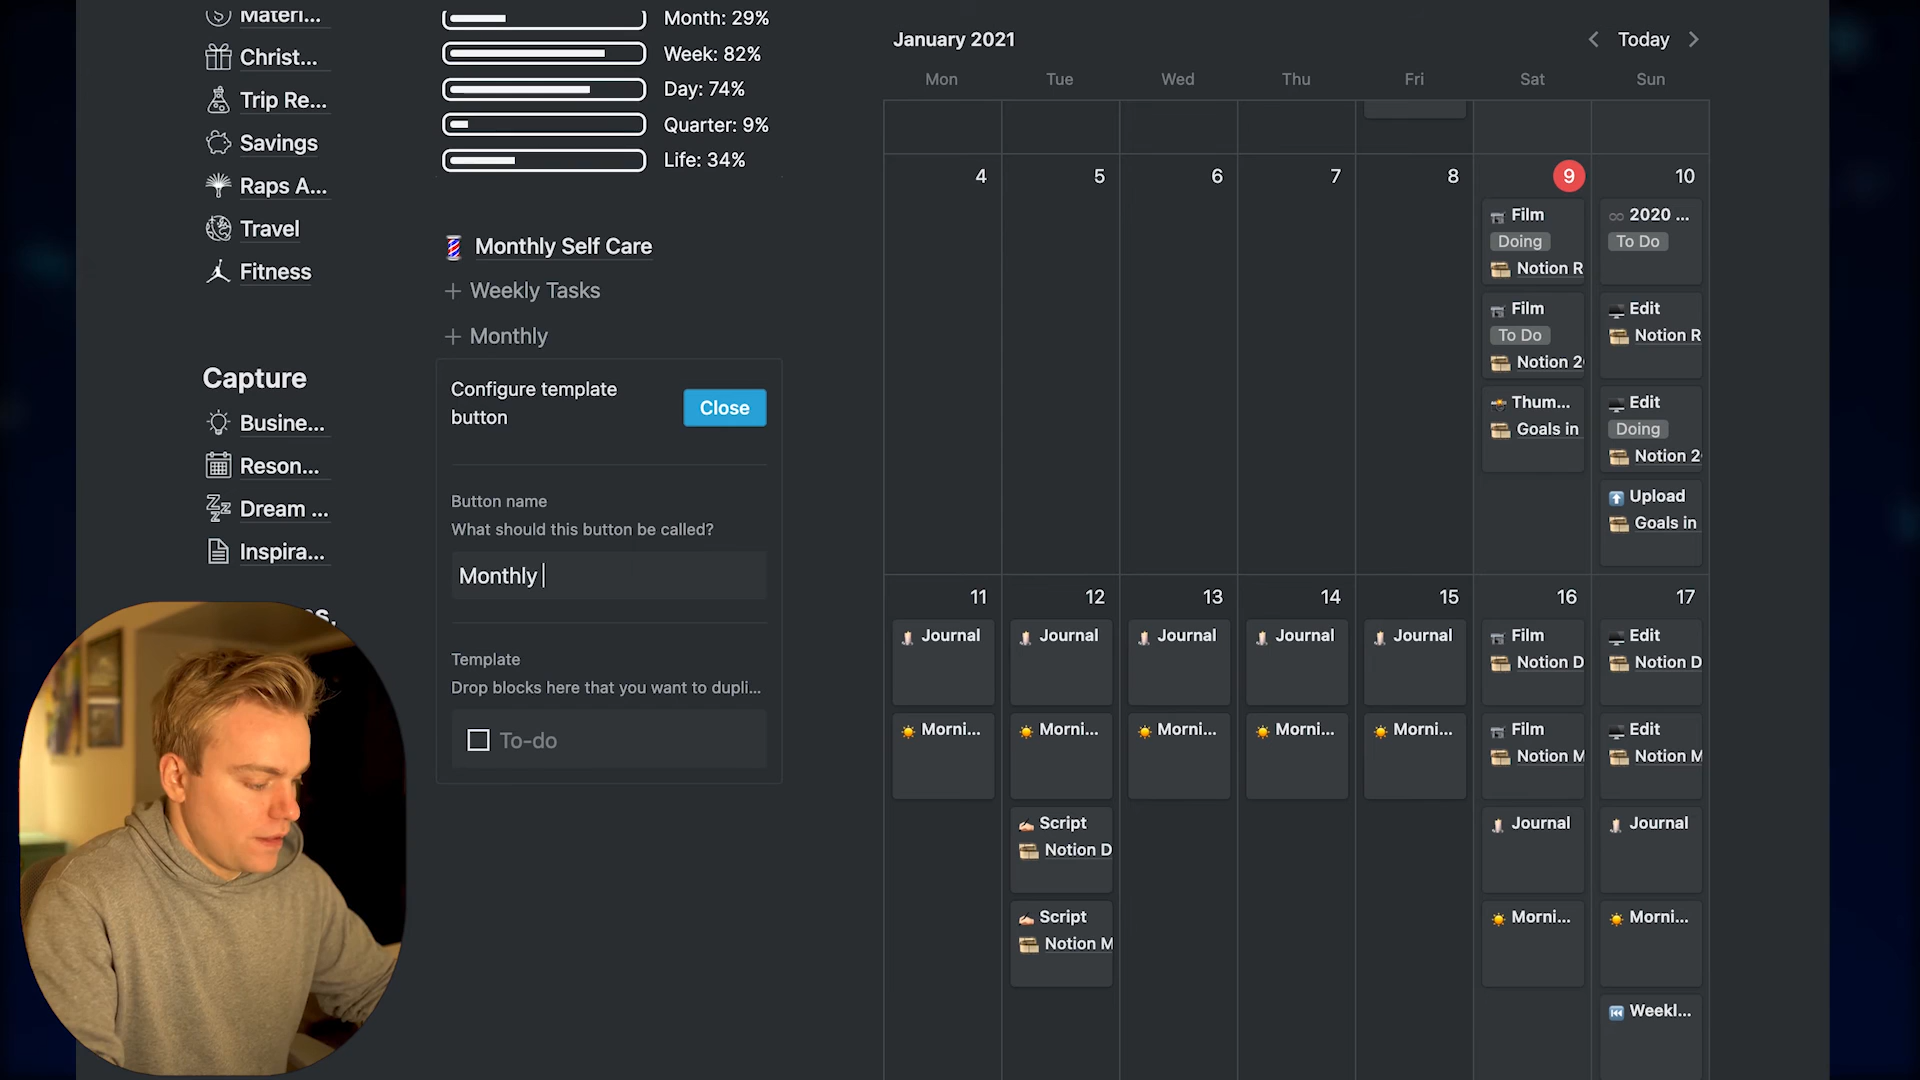 Materi...
Christ...
Trip Re...
Savings
Raps A...
Travel
Fitness
Capture
Busine...
Reson...
Dream ...
Inspira...
s.
Month: 29%
Week: 82%
Day: 74%
Quarter: 9%
Life: 34%
Monthly Self Care
+ Weekly Tasks
+ Monthly
Configure template
button
Close
Button name
What should this button be called?
Monthly
Template
Drop blocks here that you want to dupli...
To-do
January 2021
Today
Mon Tue Wed Thu Fri Sat Sun
4 5 6 7 8 9 10
Film
Doing
Notion R
Film
To Do
Notion 2
Thum...
Goals in
2020 ...
To Do
Edit
Notion R
Edit
Doing
Notion 2
Upload
Goals in
11 12 13 14 15 16 17
Journal
Morni...
Journal
Morni...
Script
Notion D
Script
Notion M
Journal
Morni...
Journal
Morni...
Journal
Morni...
Film
Notion D
Film
Notion M
Journal
Morni...
Edit
Notion D
Edit
Notion M
Journal
Morni...
Weekl...